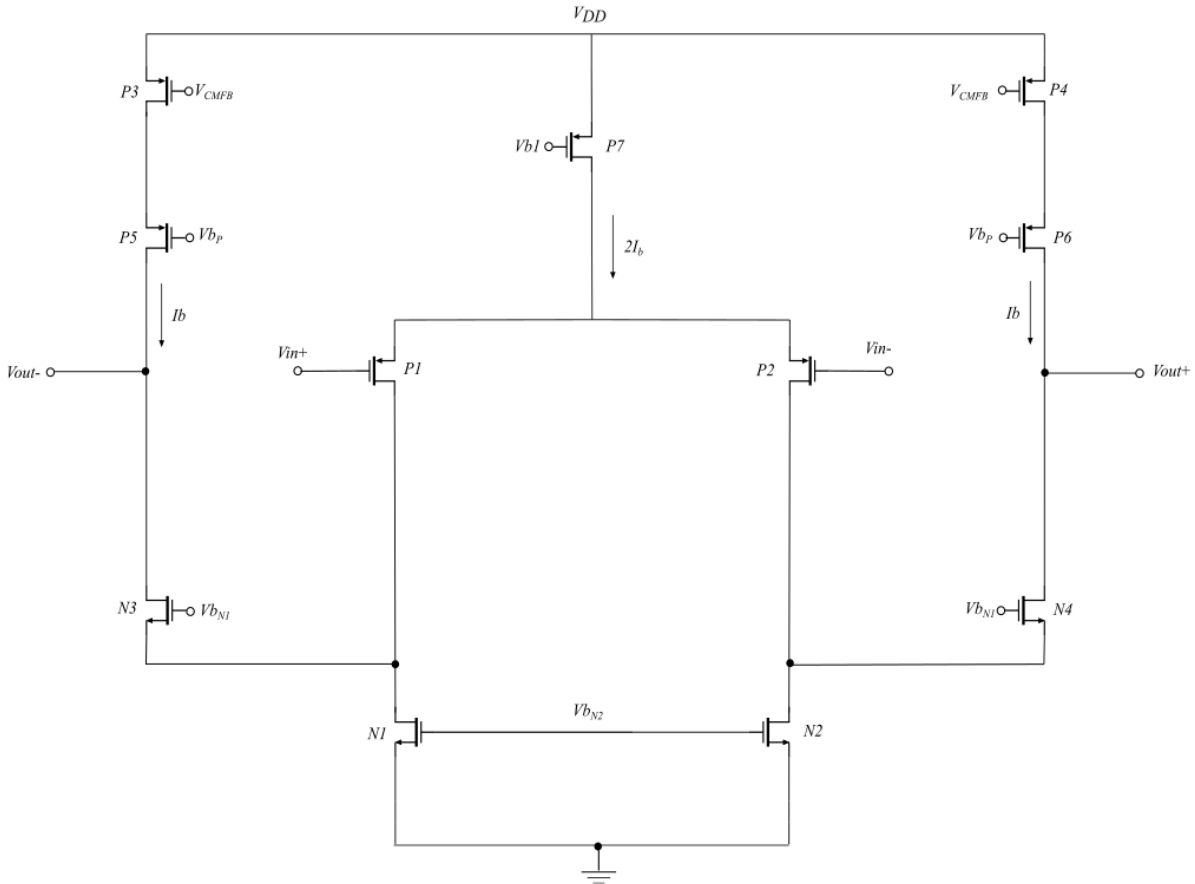 VDD
P3
VCMFB
VCMFB
P4
Vb1
P7
P5
VbP
VbP
P6
2Ib
Ib
Ib
Vin+
Vin-
Vout-
P1
P2
Vout+
N3
VbN1
VbN1
N4
VbN2
N1
N2